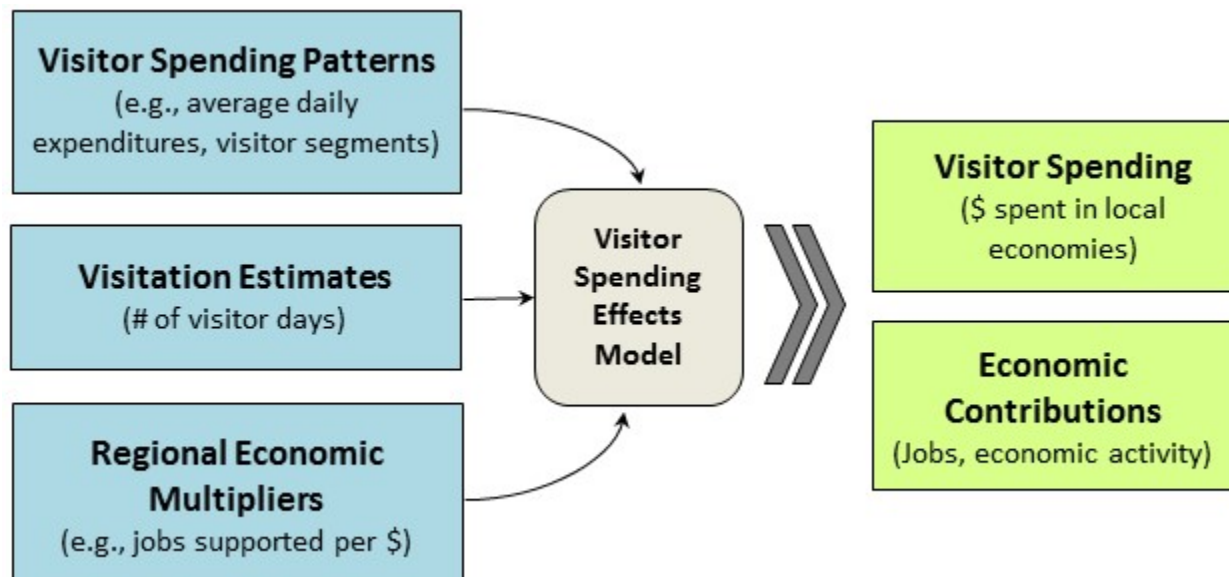 Visitor Spending Patterns
(e.g., average daily
expenditures, visitor segments)
Visitation Estimates
(# of visitor days)
Regional Economic
Multipliers
(e.g., jobs supported per $)
Visitor
Spending
Effects
Model
Visitor Spending
($ spent in local
economies)
Economic
Contributions
(Jobs, economic activity)